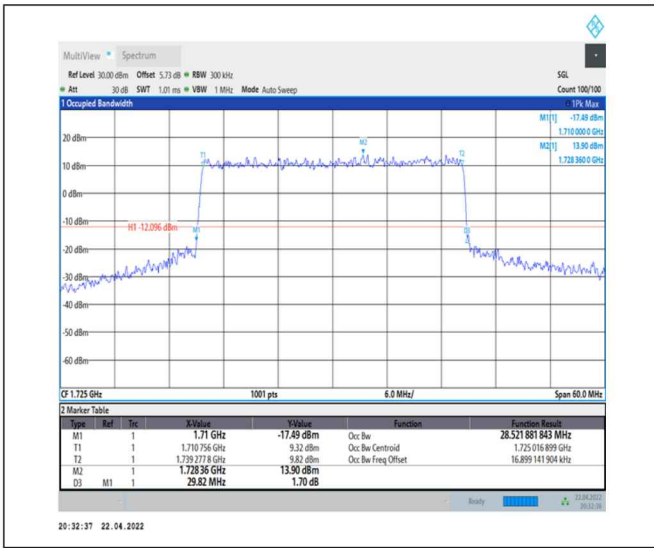 MultiView Spectrum
Ref Level 30.00 dBm Offset 5.73 dB RBW 300 kHz SGL
Att 30 dB SWT 1.01 ms VBW 1 MHz Mode Auto Sweep Count 100/100
1 Occupied Bandwidth 1Pk Max
M1[1] -17.49 dBm
1.710 000 0 GHz
M2[1] 13.90 dBm
1.728 360 0 GHz
20 dBm
M2
T1
T2
10 dBm
0 dBm
-10 dBm
H1 -12.096 dBm
M1
D3
-20 dBm
-30 dBm
-40 dBm
-50 dBm
-60 dBm
CF 1.725 GHz 1001 pts 6.0 MHz/ Span 60.0 MHz
2 Marker Table
Type Ref Trc X-Value Y-Value Function Function Result
M1 1 1.71 GHz -17.49 dBm Occ Bw 28.521 881 843 MHz
T1 1 1.710 756 GHz 9.32 dBm Occ Bw Centroid 1.725 016 899 GHz
T2 1 1.739 277 8 GHz 9.82 dBm Occ Bw Freq Offset 16.899 141 904 kHz
M2 1 1.728 36 GHz 13.90 dBm
D3 M1 1 29.82 MHz 1.70 dB
Ready 22.04.2022
20:32:36
20:32:37 22.04.2022